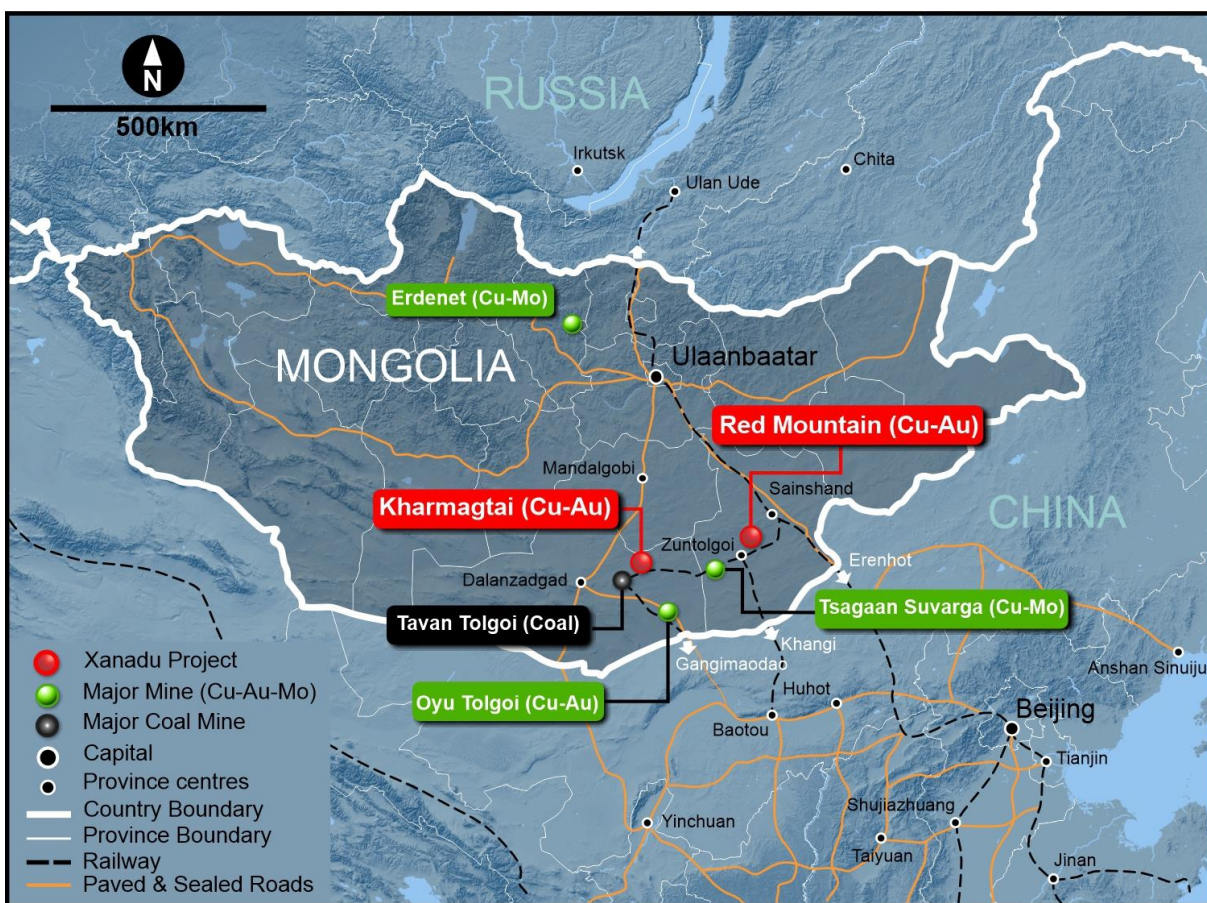 N
500km
RUSSIA
Irkutsk
Ulan Ude
Chita
Erdenet (Cu-Mo)
MONGOLIA
Ulaanbaatar
Red Mountain (Cu-Au)
Mandalgobi
Sainshand
Kharmagtai (Cu-Au)
CHINA
Zuntolgoi
Erenhot
Dalanzadgad
Tavan Tolgoi (Coal)
Tsagaan Suvarga (Cu-Mo)
Khangi
Gangimaodao
Anshan Sinuiju
Oyu Tolgoi (Cu-Au)
Huhot
Baotou
Beijing
Tianjin
Shujiazhuang
Yinchuan
Taiyuan
Jinan
Xanadu Project
Major Mine (Cu-Au-Mo)
Major Coal Mine
Capital
Province centres
Country Boundary
Province Boundary
Railway
Paved & Sealed Roads